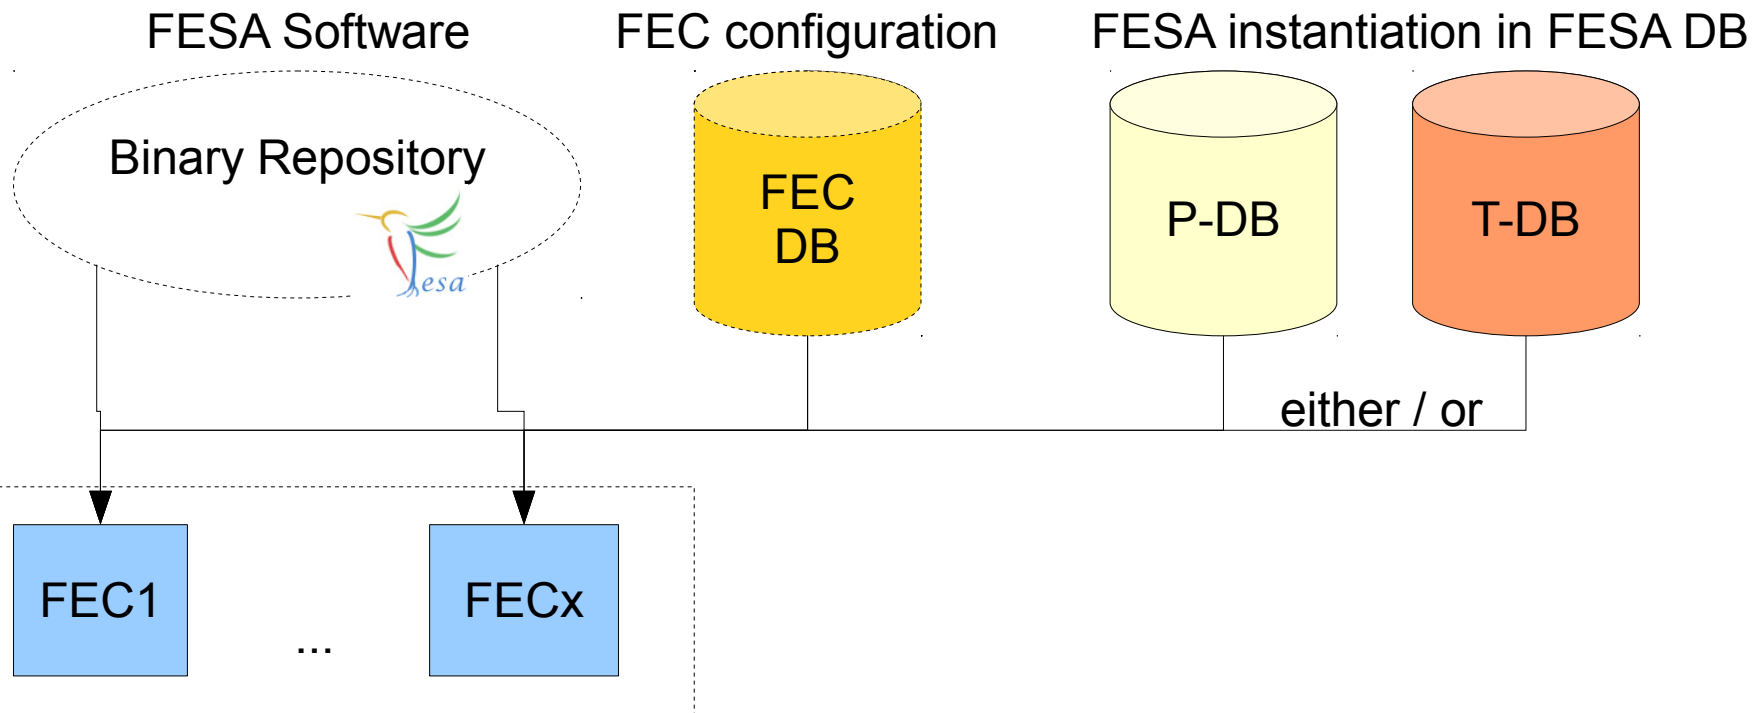 FESA Software
FEC configuration
FESA instantiation in FESA DB
Binary Repository
esa
FEC
DB
P-DB
T-DB
either / or
FEC1
...
FECx